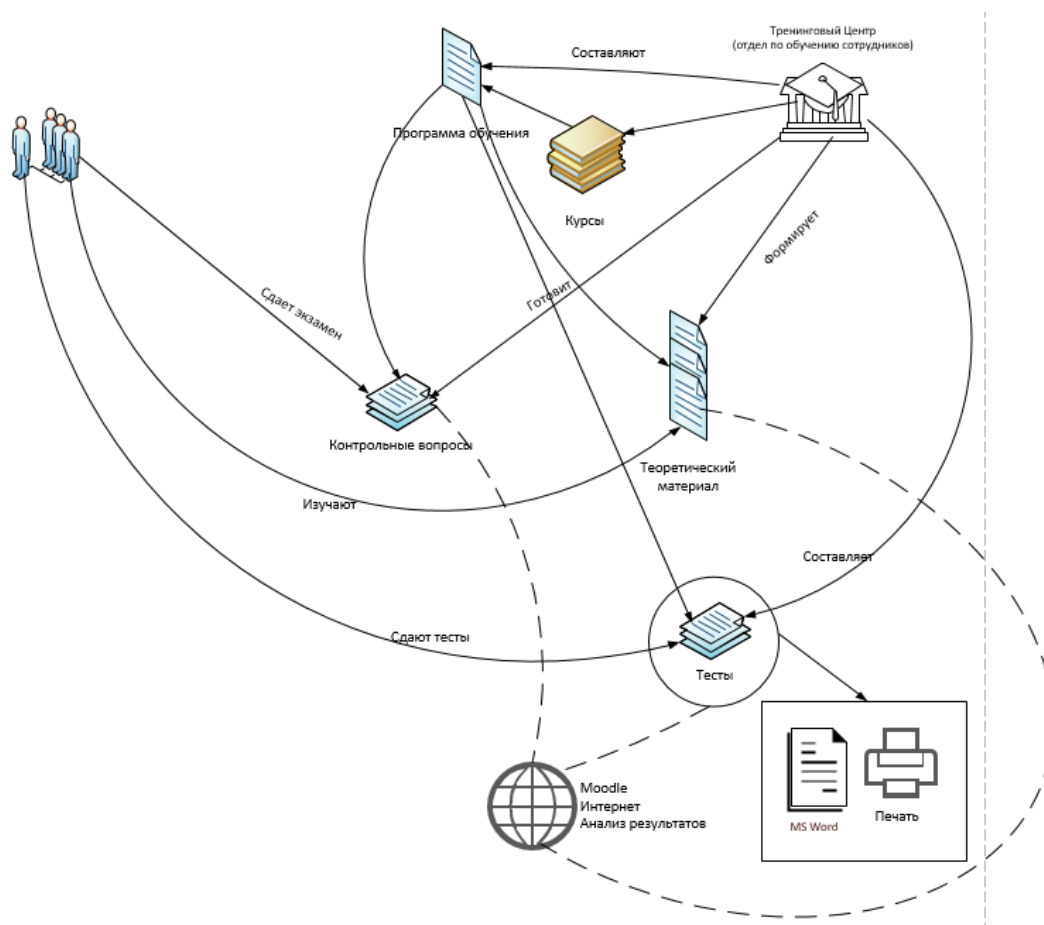 Тренинговый Центр
(отдел по обучению сотрудников)
Составляют
Программа обучения
Курсы
Формирует
Готовит
Сдает экзамен
Контрольные вопросы
Теоретический
материал
Изучают
Составляет
Сдают тесты
Тесты
Moodle
Интернет
Анализ результатов
MS Word
Печать